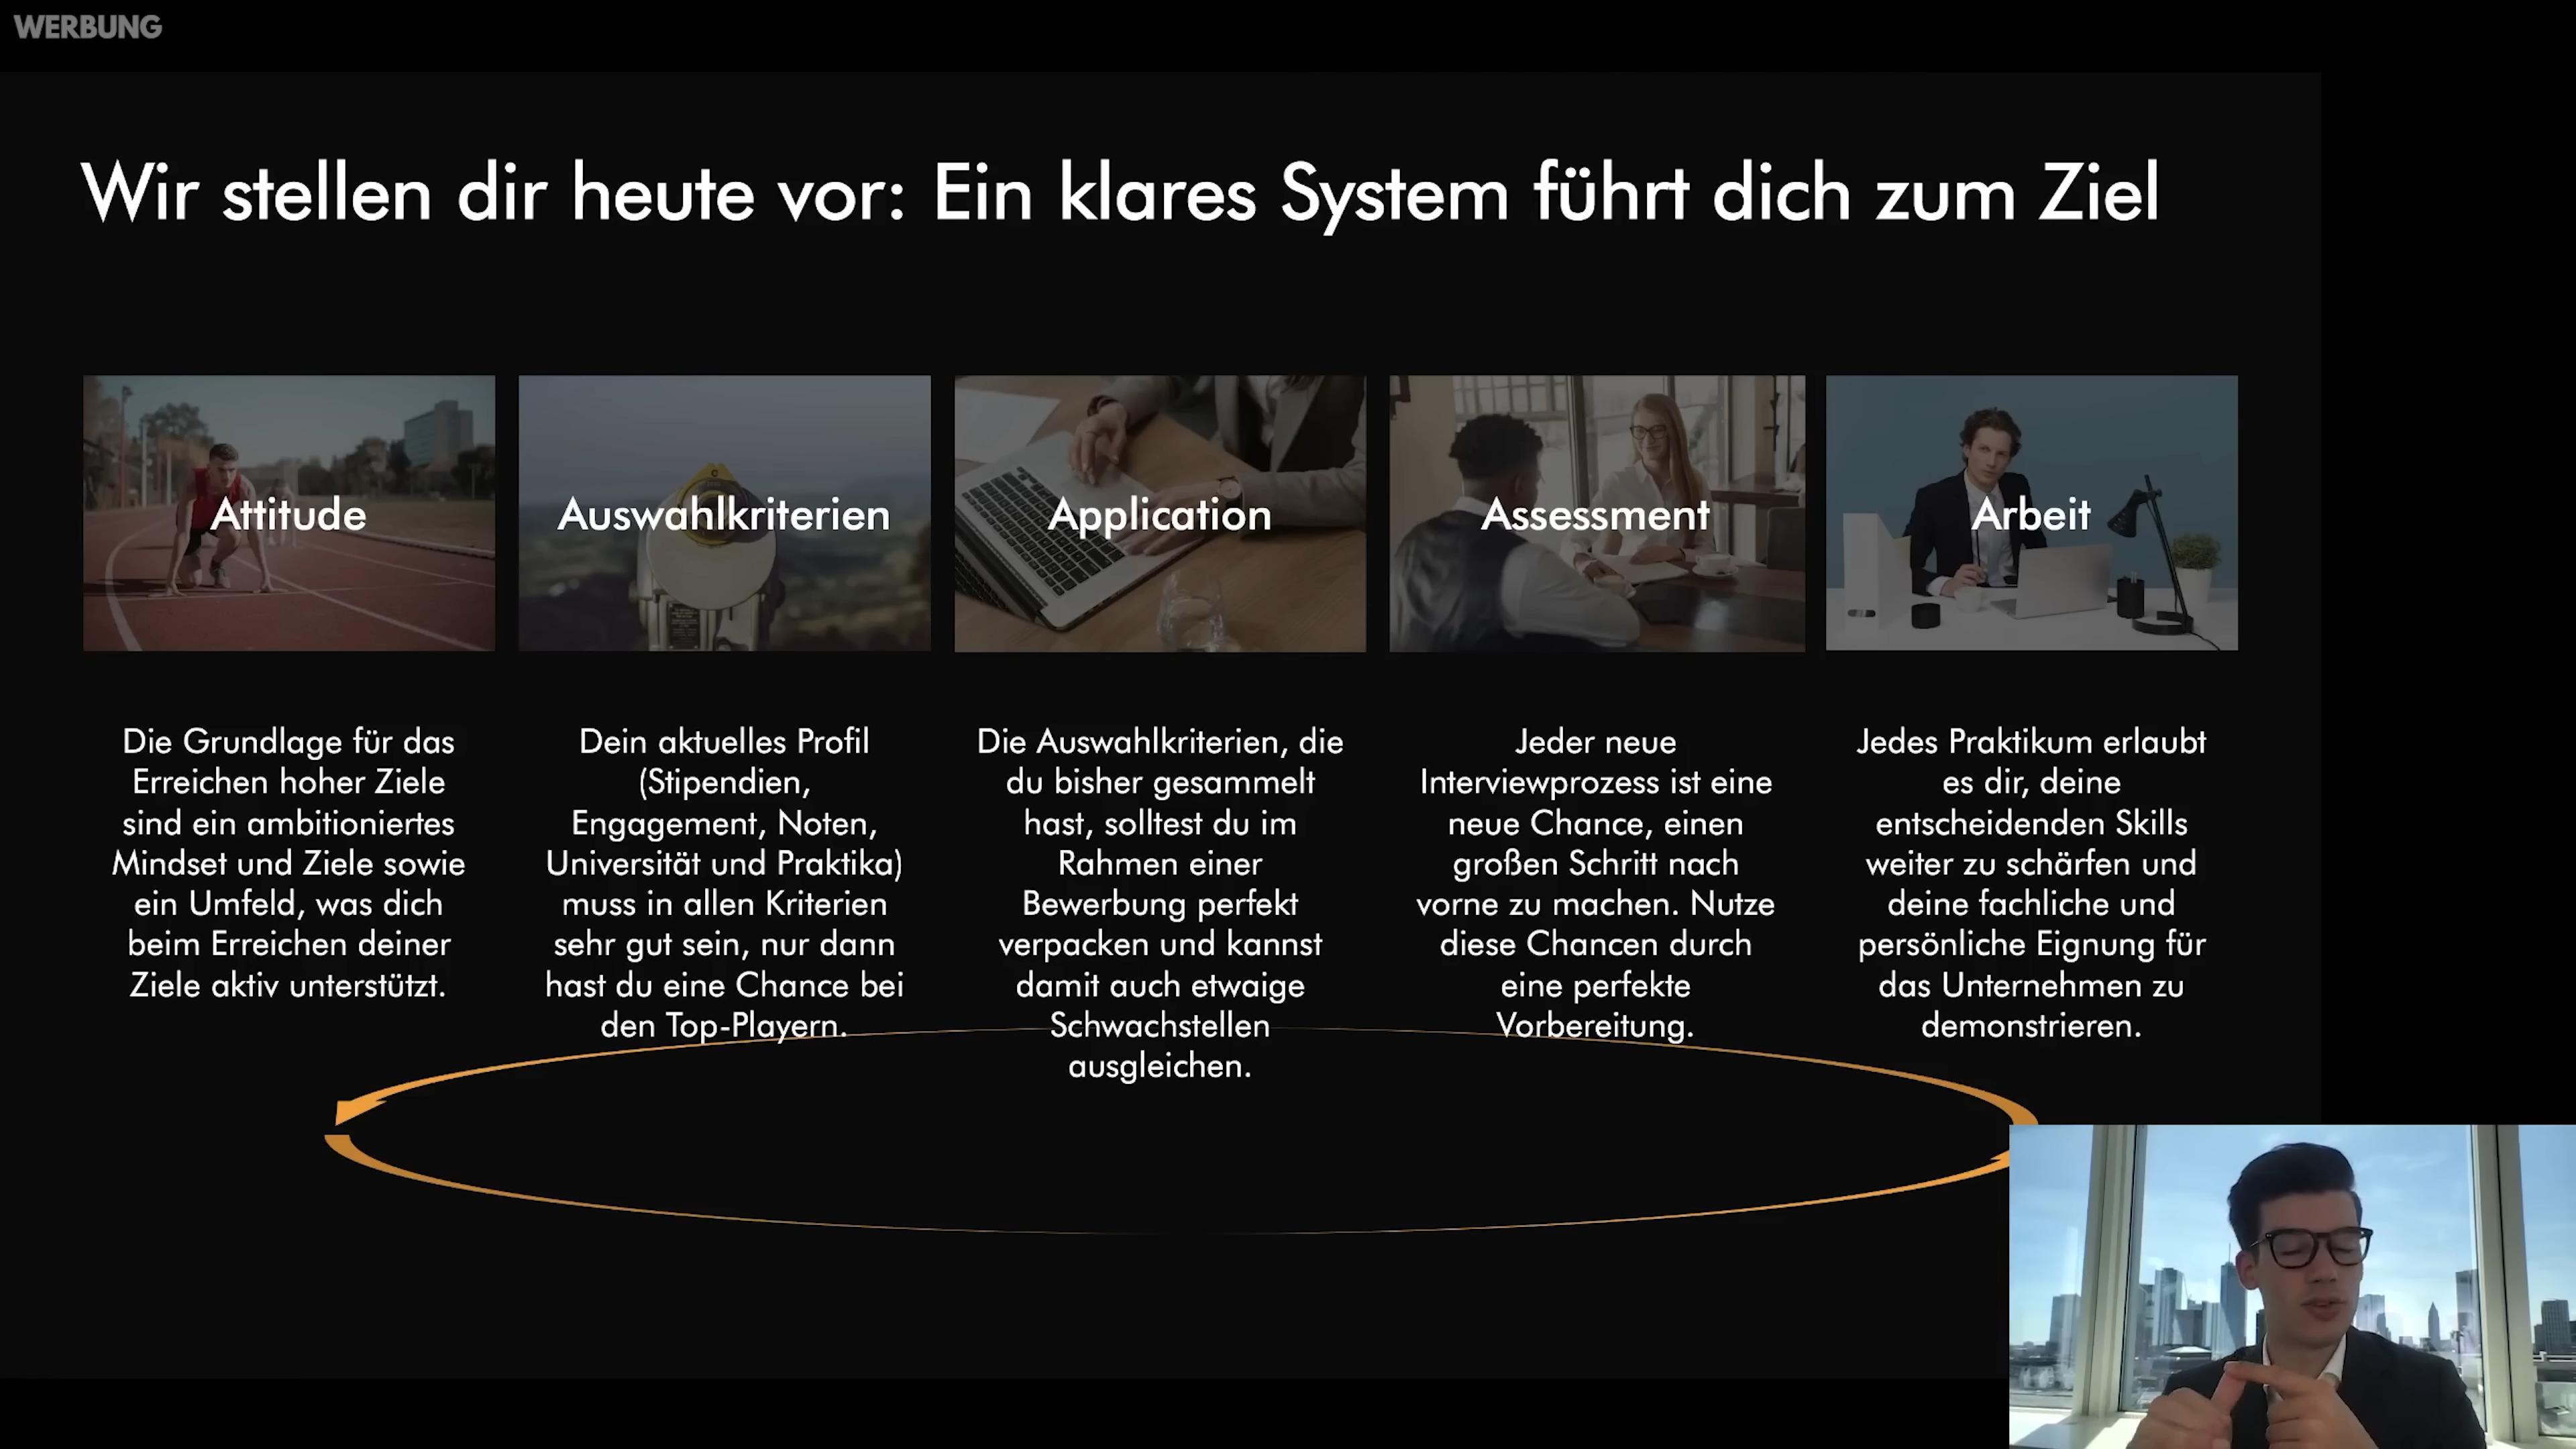 WERBUNG
Wir stellen dir heute vor: Ein klares System führt dich zum Ziel
Attitude
Auswahlkriterien
Application
Assessment
Arbeit
Die Grundlage für das
Erreichen hoher Ziele
sind ein ambitioniertes
Mindset und Ziele sowie
ein Umfeld, was dich
beim Erreichen deiner
Ziele aktiv unterstützt.
Dein aktuelles Profil
(Stipendien,
Engagement, Noten,
Universität und Praktika)
muss in allen Kriterien
sehr gut sein, nur dann
hast du eine Chance bei
den Top-Playern.
Die Auswahlkriterien, die
du bisher gesammelt
hast, solltest du im
Rahmen einer
Bewerbung perfekt
verpacken und kannst
damit auch etwaige
Schwachstellen
ausgleichen.
Jeder neue
Interviewprozess ist eine
neue Chance, einen
großen Schritt nach
vorne zu machen. Nutze
diese Chancen durch
eine perfekte
Vorbereitung.
Jedes Praktikum erlaubt
es dir, deine
entscheidenden Skills
weiter zu schärfen und
deine fachliche und
persönliche Eignung für
das Unternehmen zu
demonstrieren.